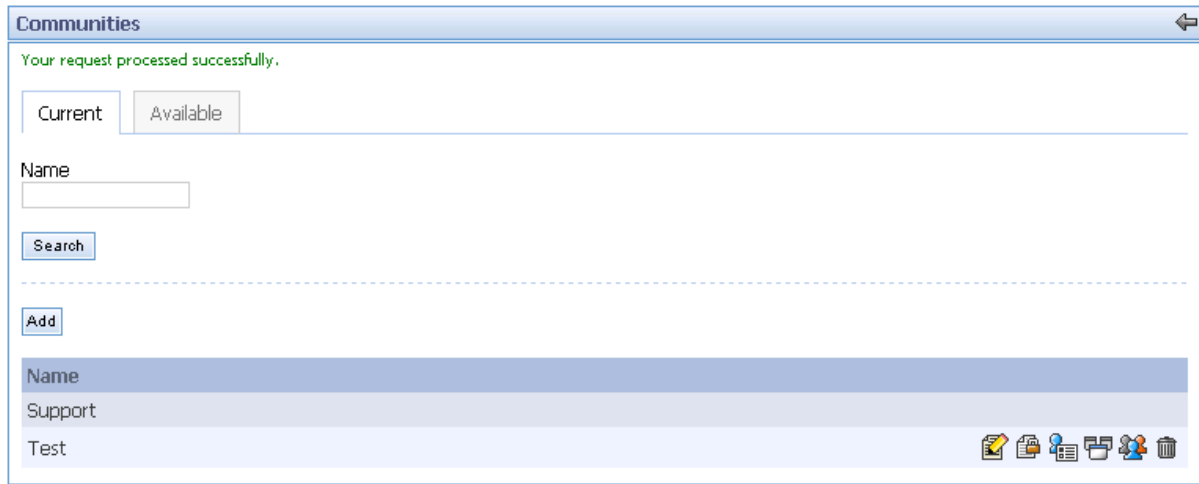 Communities
Your request processed successfully.
Current Available
Name
Search
Add
Name
Support
Test